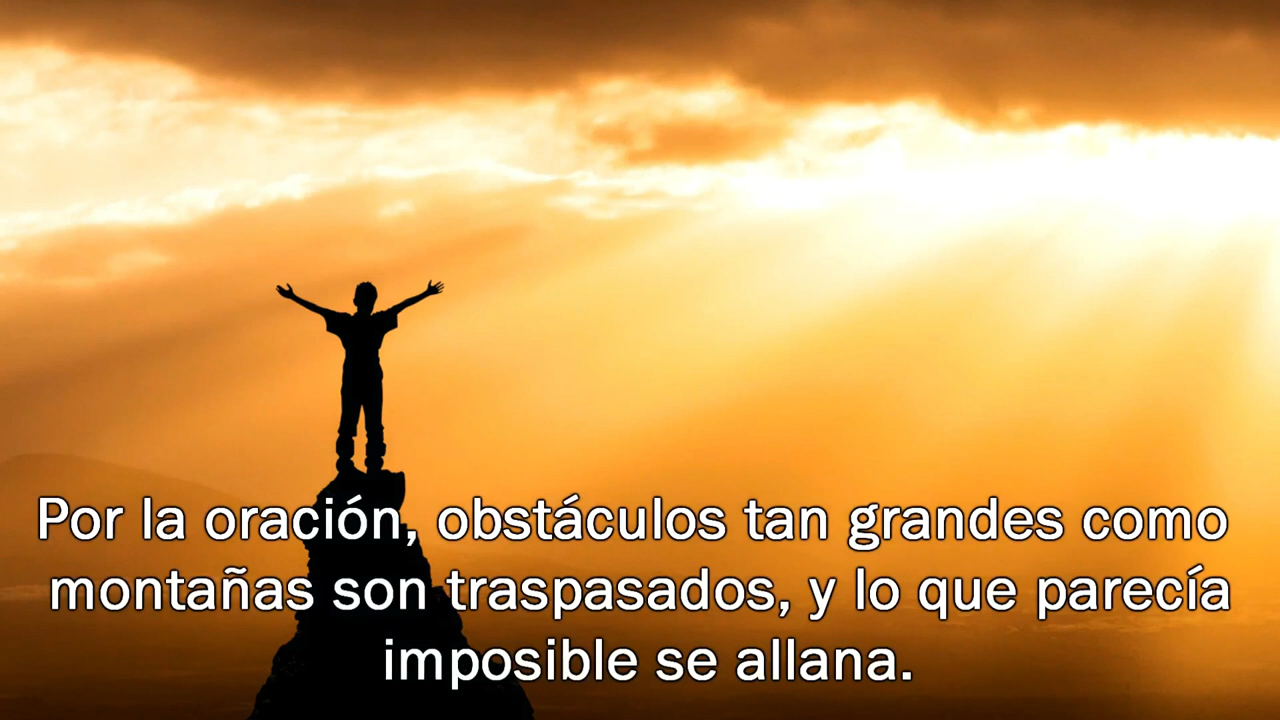 Por la oración, obstáculos tan grandes como
montañas son traspasados, y lo que parecía
imposible se allana.